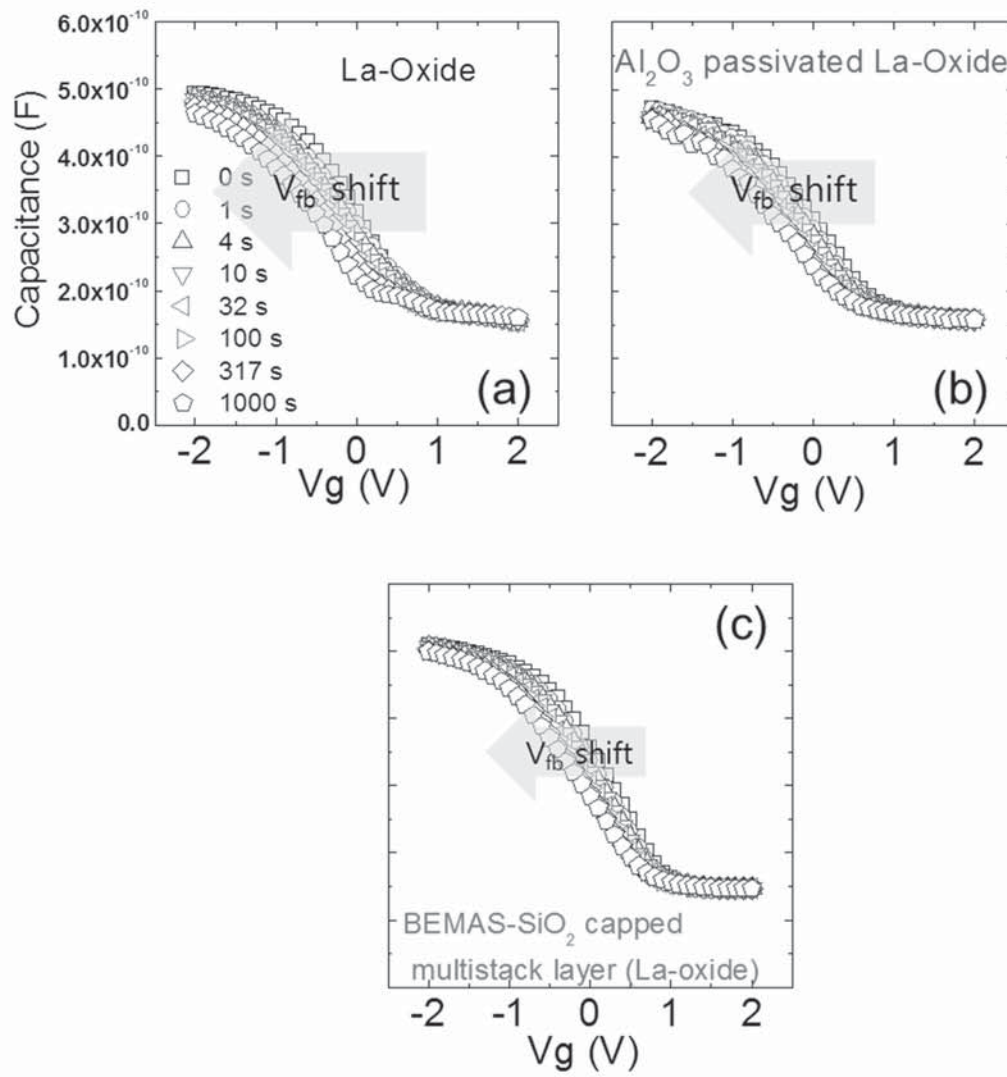 6.0x10⁻¹⁰
5.0x10⁻¹⁰
4.0x10⁻¹⁰
3.0x10⁻¹⁰
2.0x10⁻¹⁰
1.0x10⁻¹⁰
0.0
Capacitance (F)
La-Oxide
V_fb shift
0 s
1 s
4 s
10 s
32 s
100 s
317 s
1000 s
(a)
-2 -1 0 1 2
Vg (V)
Al₂O₃ passivated La-Oxide
V_fb shift
(b)
-2 -1 0 1 2
Vg (V)
(c)
V_fb shift
BEMAS-SiO₂ capped
multistack layer (La-oxide)
-2 -1 0 1 2
Vg (V)